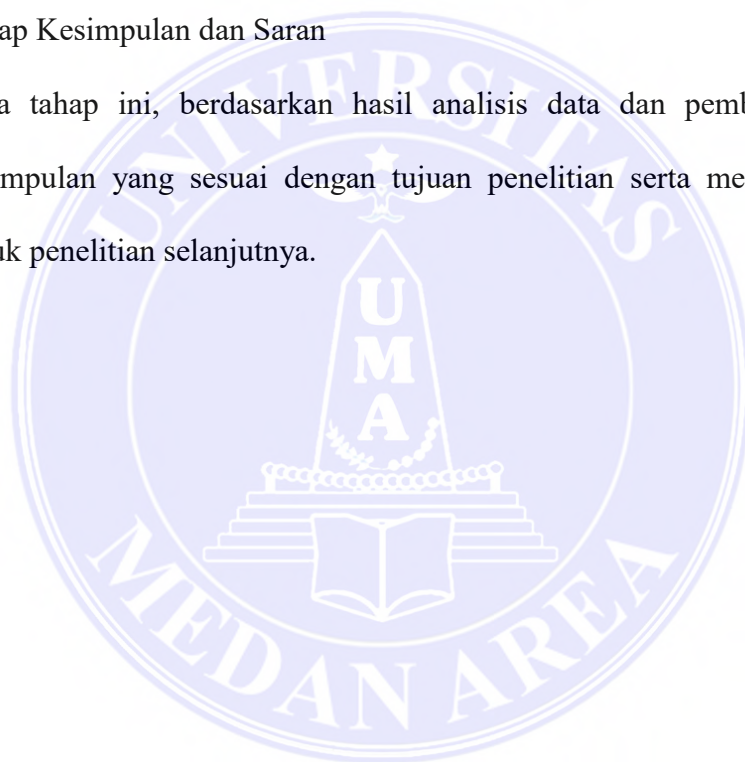 ap Kesimpulan dan Saran
a tahap ini, berdasarkan hasil analisis data dan pemb
mpulan yang sesuai dengan tujuan penelitian serta me
uk penelitian selanjutnya.
UNIVERSITAS
U
M
A
MEDAN AREA